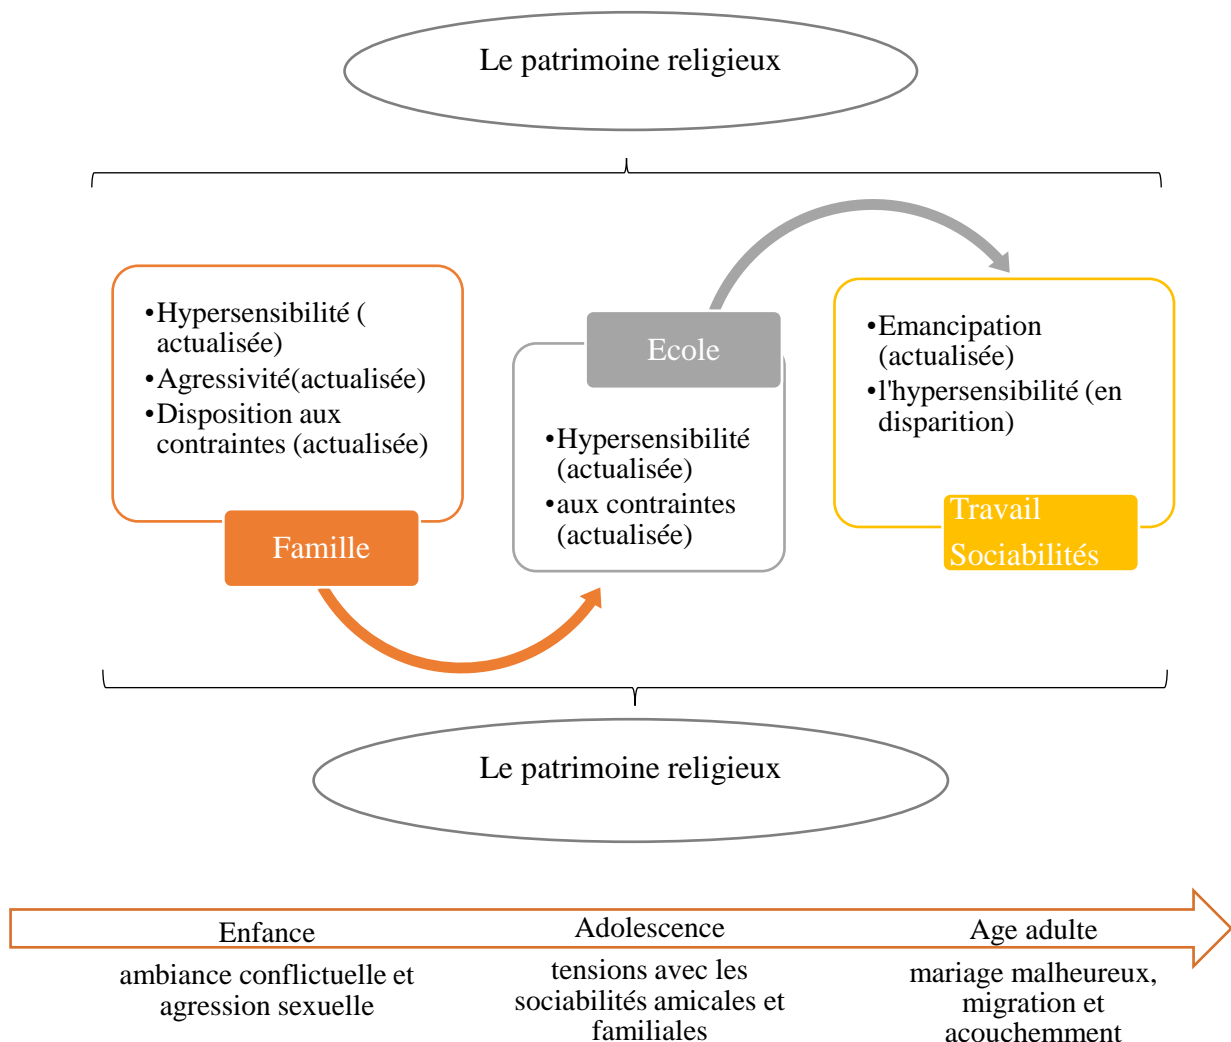 Le patrimoine religieux
•Hypersensibilité (
actualisée)
•Agressivité(actualisée)
•Disposition aux
contraintes (actualisée)
Famille
Ecole
•Hypersensibilité
(actualisée)
•aux contraintes
(actualisée)
•Emancipation
(actualisée)
•l'hypersensibilité (en
disparition)
Travail
Sociabilités
Le patrimoine religieux
Enfance
ambiance conflictuelle et
agression sexuelle
Adolescence
tensions avec les
sociabilités amicales et
familiales
Age adulte
mariage malheureux,
migration et
acouchemment